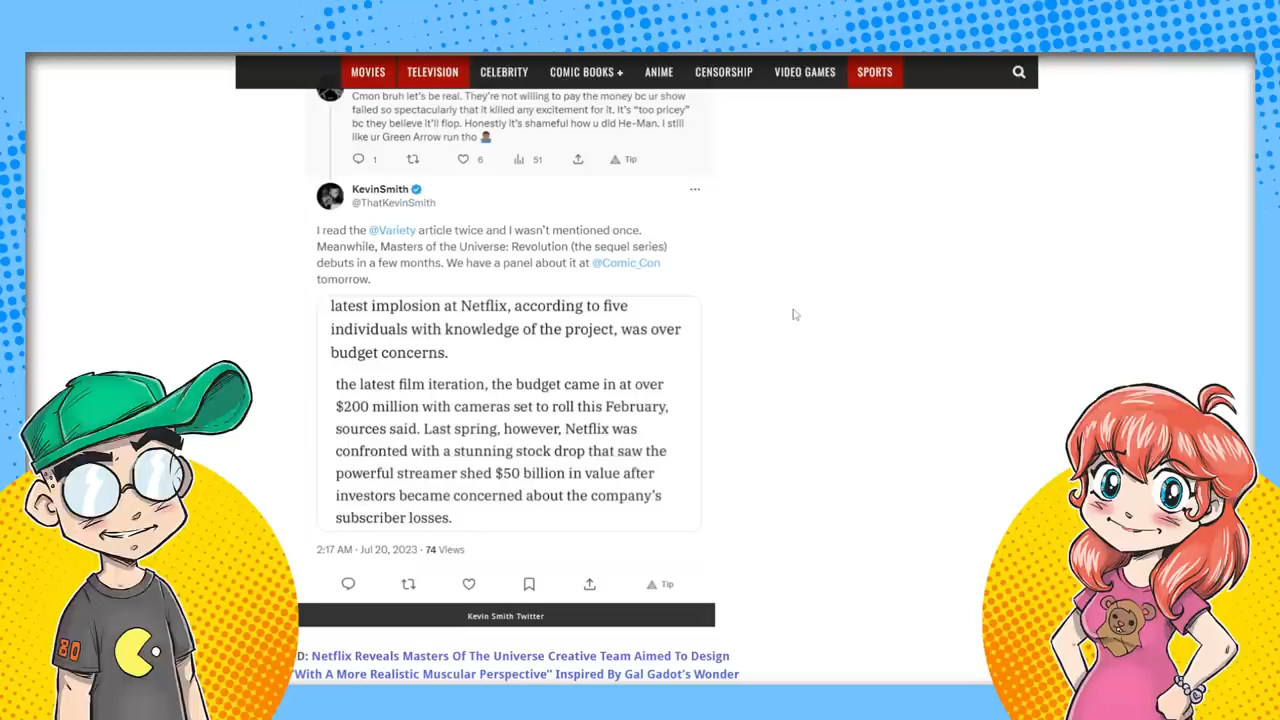 MOVIES TELEVISION CELEBRITY COMIC BOOKS + ANIME CENSORSHIP VIDEO GAMES SPORTS
Cmon bruh let's be real. They're not willing to pay the money bc ur show
failed so spectacularly that it killed any excitement for it. It's "too pricey"
bc they believe it'll flop. Honestly it's shameful how u did He-Man. I still
like ur Green Arrow run tho
1 6 51 Tip
KevinSmith
@ThatKevinSmith
I read the @Variety article twice and I wasn't mentioned once.
Meanwhile, Masters of the Universe: Revolution (the sequel series)
debuts in a few months. We have a panel about it at @Comic_Con
tomorrow.
latest implosion at Netflix, according to five
individuals with knowledge of the project, was over
budget concerns.
the latest film iteration, the budget came in at over
$200 million with cameras set to roll this February,
sources said. Last spring, however, Netflix was
confronted with a stunning stock drop that saw the
powerful streamer shed $50 billion in value after
investors became concerned about the company's
subscriber losses.
2:17 AM · Jul 20, 2023 · 74 Views
Tip
Kevin Smith Twitter
D: Netflix Reveals Masters Of The Universe Creative Team Aimed To Design
With A More Realistic Muscular Perspective" Inspired By Gal Gadot's Wonder
80